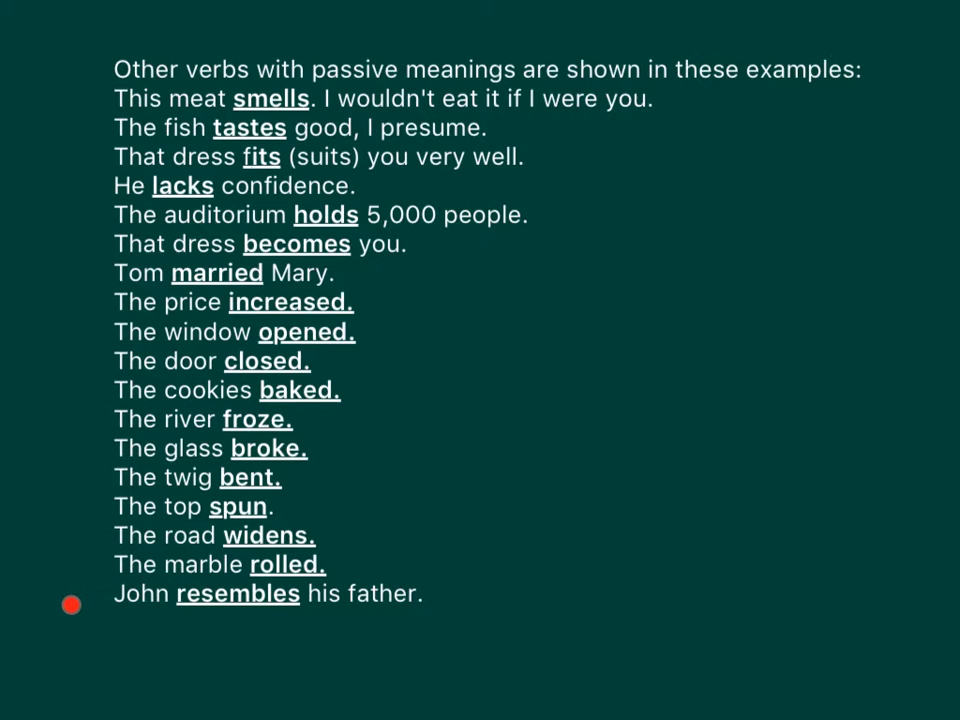 Other verbs with passive meanings are shown in these examples:
This meat smells. I wouldn't eat it if I were you.
The fish tastes good, I presume.
That dress fits (suits) you very well.
He lacks confidence.
The auditorium holds 5,000 people.
That dress becomes you.
Tom married Mary.
The price increased.
The window opened.
The door closed.
The cookies baked.
The river froze.
The glass broke.
The twig bent.
The top spun.
The road widens.
The marble rolled.
John resembles his father.